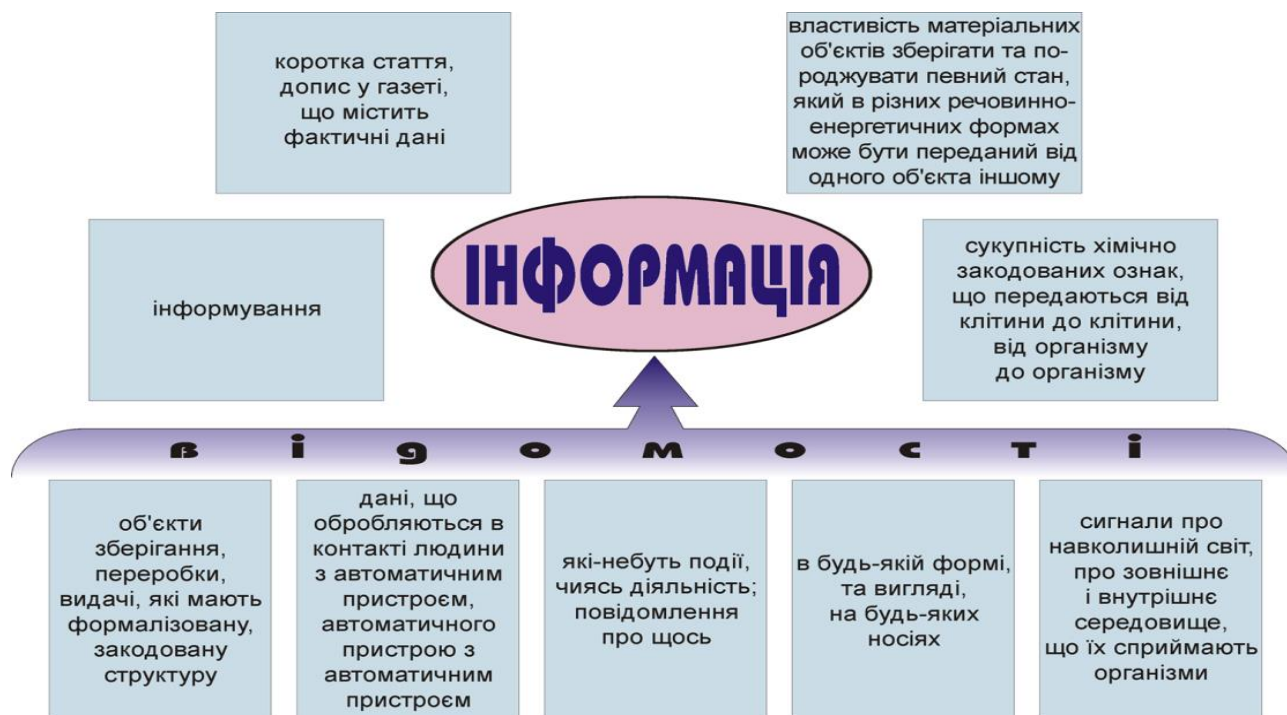 коротка стаття,
допис у газеті,
що містить
фактичні дані
властивість матеріальних
об'єктів зберігати та по-
роджувати певний стан,
який в різних речовинно-
енергетичних формах
може бути переданий від
одного об'єкта іншому
інформування
ІНФОРМАЦІЯ
сукупність хімічно
закодованих ознак,
що передаються від
клітини до клітини,
від організму
до організму
відомості
об'єкти
зберігання,
переробки,
видачі, які мають
формалізовану,
закодовану
структуру
дані, що
обробляються в
контакті людини
з автоматичним
пристроєм,
автоматичного
пристрою з
автоматичним
пристроєм
які-небуть події,
чиясь діяльність;
повідомлення
про щось
в будь-якій формі,
та вигляді,
на будь-яких
носіях
сигнали про
навколишній світ,
про зовнішнє
і внутрішнє
середовище,
що їх сприймають
організми